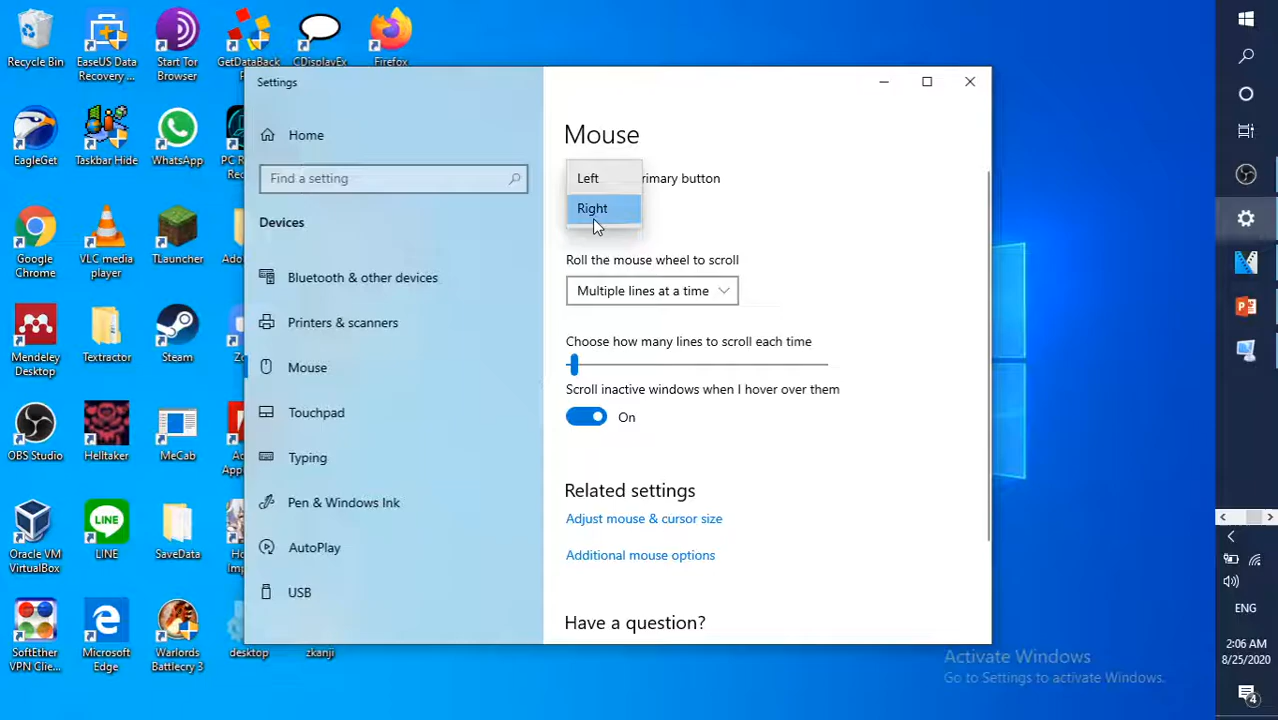 Recycle Bin
EaseUS Data
Recovery ...
Start Tor
Browser
GetDataBack
CDisplayEx
Firefox
EagleGet
Taskbar Hide
WhatsApp
Google
Chrome
VLC media
player
TLauncher
Mendeley
Desktop
Textractor
Steam
OBS Studio
Helltaker
MeCab
Oracle VM
VirtualBox
LINE
SaveData
SoftEther
VPN Clie...
Microsoft
Edge
Warlords
Battlecry 3
desktop
zkanji
Settings
Home
Find a setting
Devices
Bluetooth & other devices
Printers & scanners
Mouse
Touchpad
Typing
Pen & Windows Ink
AutoPlay
USB
Mouse
Left
rimary button
Right
Roll the mouse wheel to scroll
Multiple lines at a time
Choose how many lines to scroll each time
Scroll inactive windows when I hover over them
On
Related settings
Adjust mouse & cursor size
Additional mouse options
Have a question?
Activate Windows
Go to Settings to activate Windows.
ENG
2:06 AM
8/25/2020
4